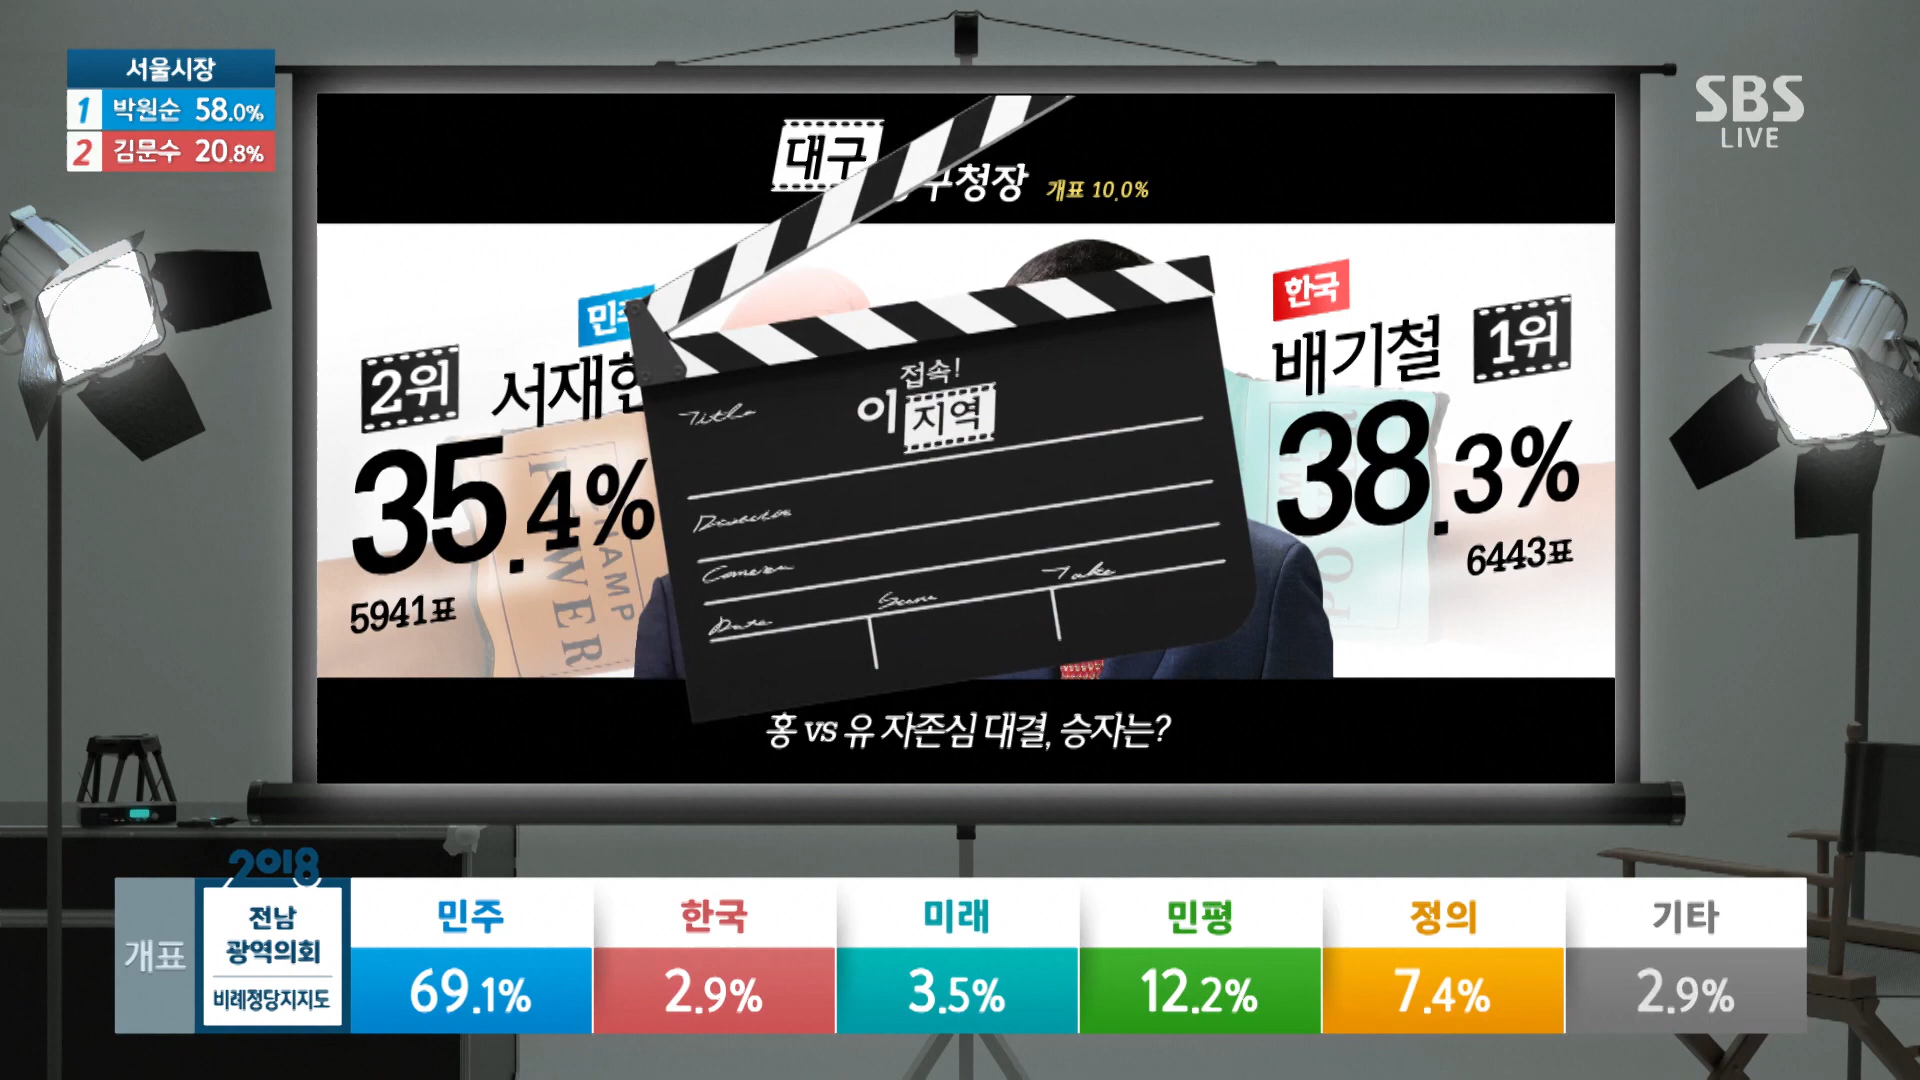 서울시장
1 박원순 58.0%
2 김문수 20.8%
SBS
LIVE
대구 구청장 개표 10.0%
2위
35.4%
5941표
접속!
이 지역
Title
Director
Camera
Date Scene Take
한국
배기철 1위
38.3%
6443표
홍 vs 유 자존심 대결, 승자는?
개표
2018
전남
광역의회
비례정당지지도
민주 한국 미래 민평 정의 기타
69.1% 2.9% 3.5% 12.2% 7.4% 2.9%